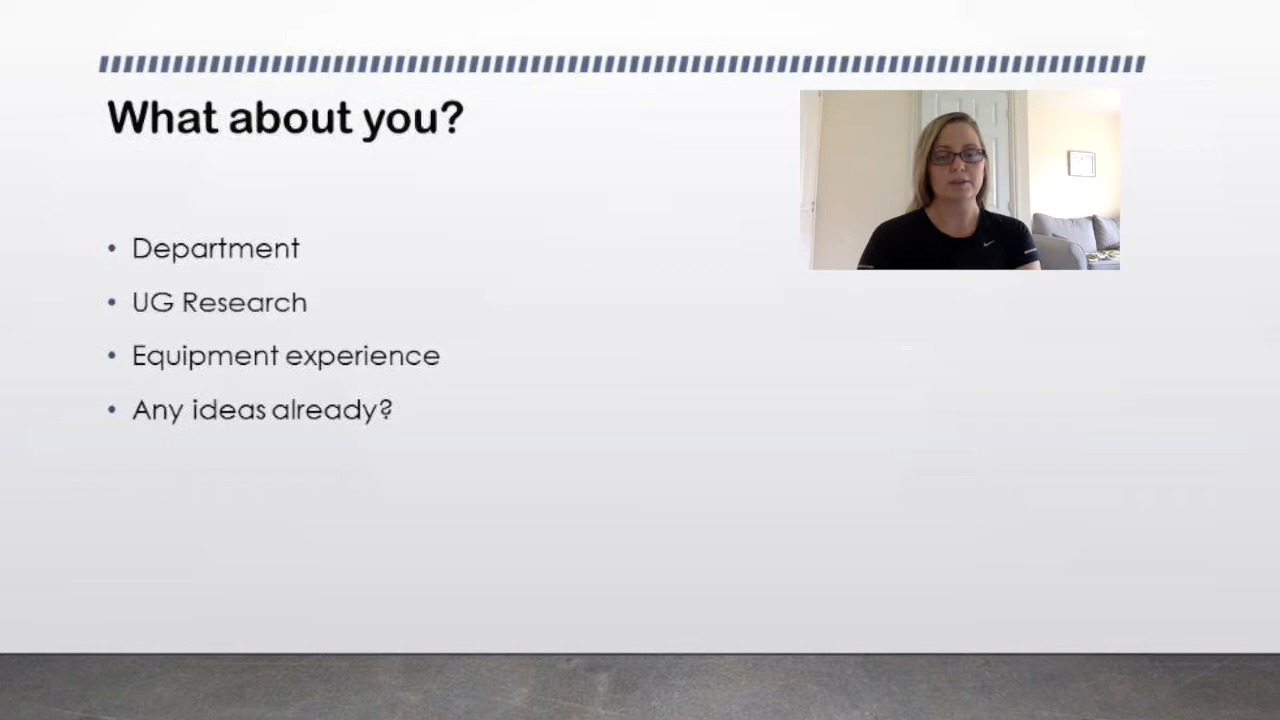 What about you?
• Department
• UG Research
• Equipment experience
• Any ideas already?